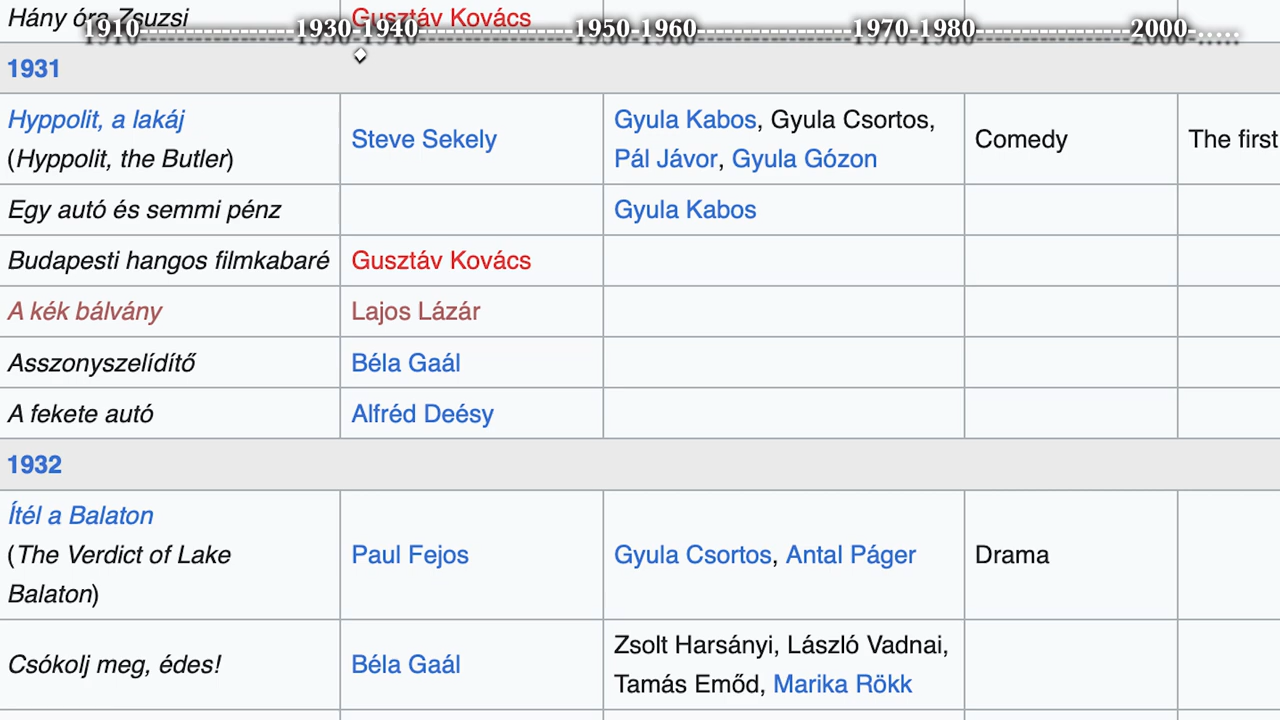 Hány óra Zsuzsi Gusztáv Kovács
1910-----------------1930-1940-----------------1950-1960-----------------1970-1980-----------------2000-.....
1931
Hyppolit, a lakáj
(Hyppolit, the Butler)
Steve Sekely
Gyula Kabos, Gyula Csortos,
Pál Jávor, Gyula Gózon
Comedy
The first
Egy autó és semmi pénz
Gyula Kabos
Budapesti hangos filmkabaré
Gusztáv Kovács
A kék bálvány
Lajos Lázár
Asszonyszelídítő
Béla Gaál
A fekete autó
Alfréd Deésy
1932
Ítél a Balaton
(The Verdict of Lake
Balaton)
Paul Fejos
Gyula Csortos, Antal Páger
Drama
Csókolj meg, édes!
Béla Gaál
Zsolt Harsányi, László Vadnai,
Tamás Emőd, Marika Rökk